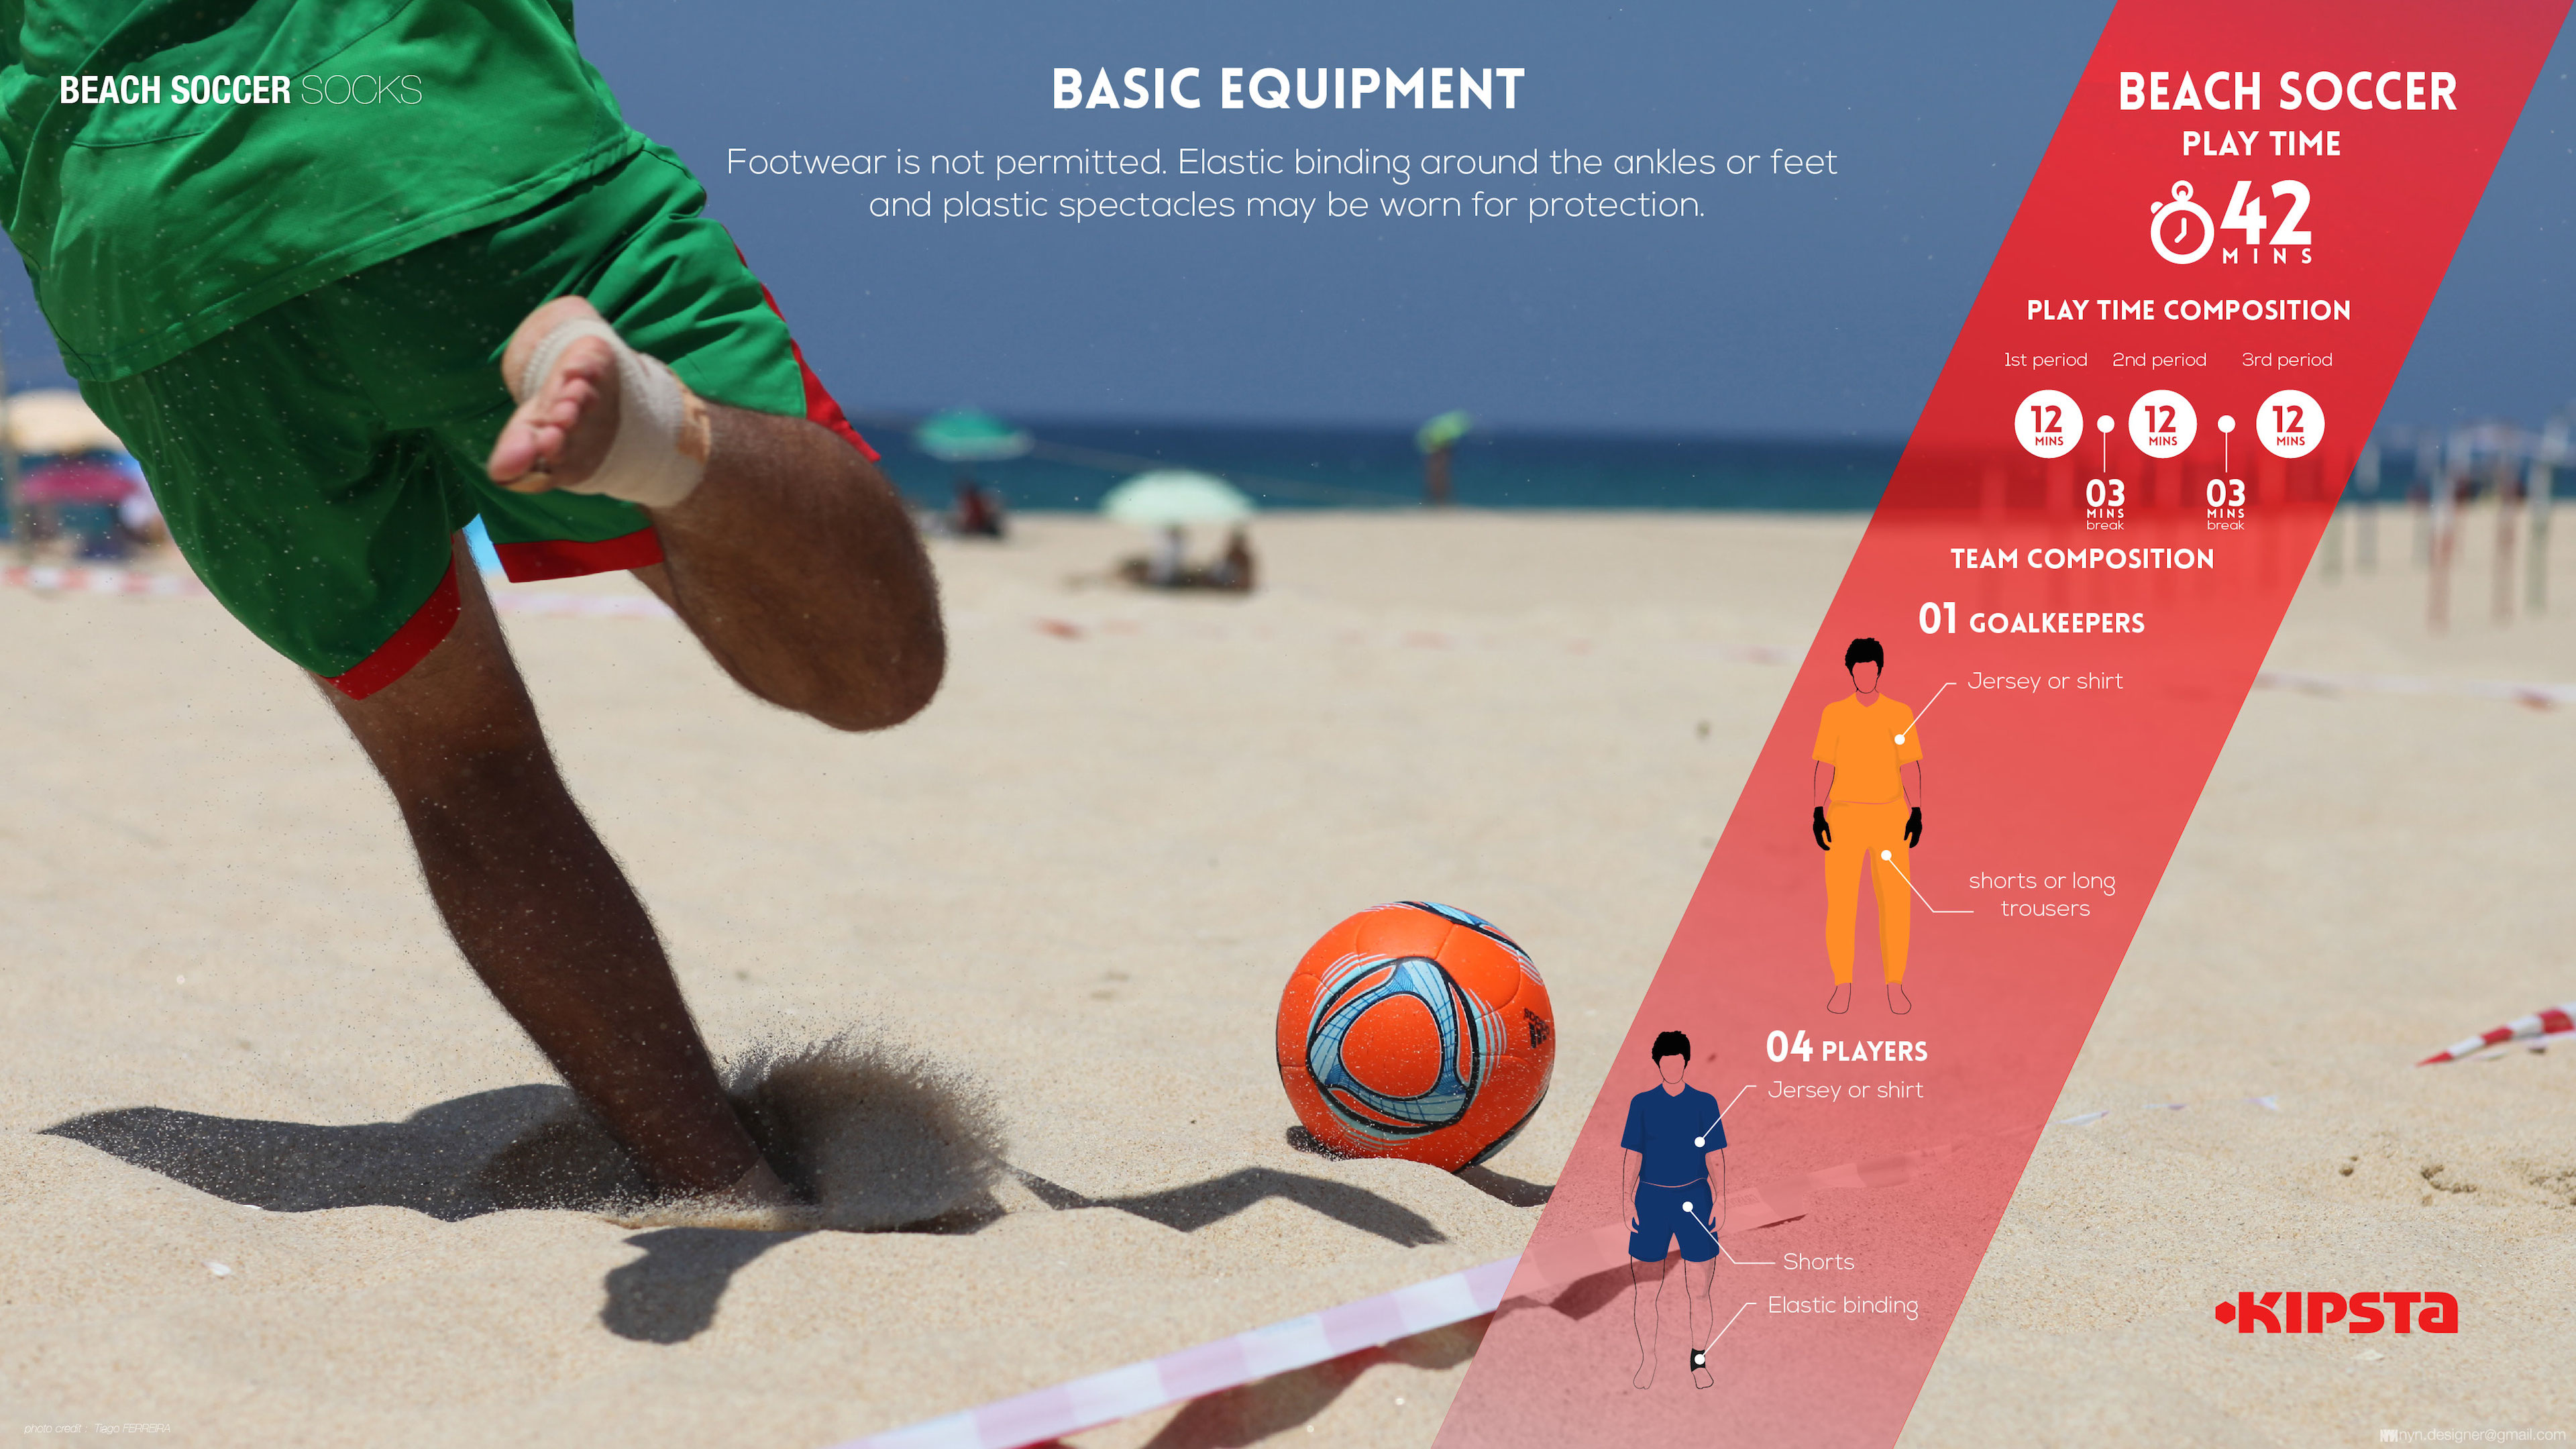 BEACH SOCCER SOCKS
BASIC EQUIPMENT
Footwear is not permitted. Elastic binding around the ankles or feet
and plastic spectacles may be worn for protection.
BEACH SOCCER
PLAY TIME
42
MINS
PLAY TIME COMPOSITION
1st period 2nd period 3rd period
12 12 12
MINS MINS MINS
03 03
MINS MINS
break break
TEAM COMPOSITION
01 GOALKEEPERS
Jersey or shirt
shorts or long
trousers
04 PLAYERS
Jersey or shirt
Shorts
Elastic binding
KIPSTA
photo credit : Tiago FERREIRA
nyn.designer@gmail.com